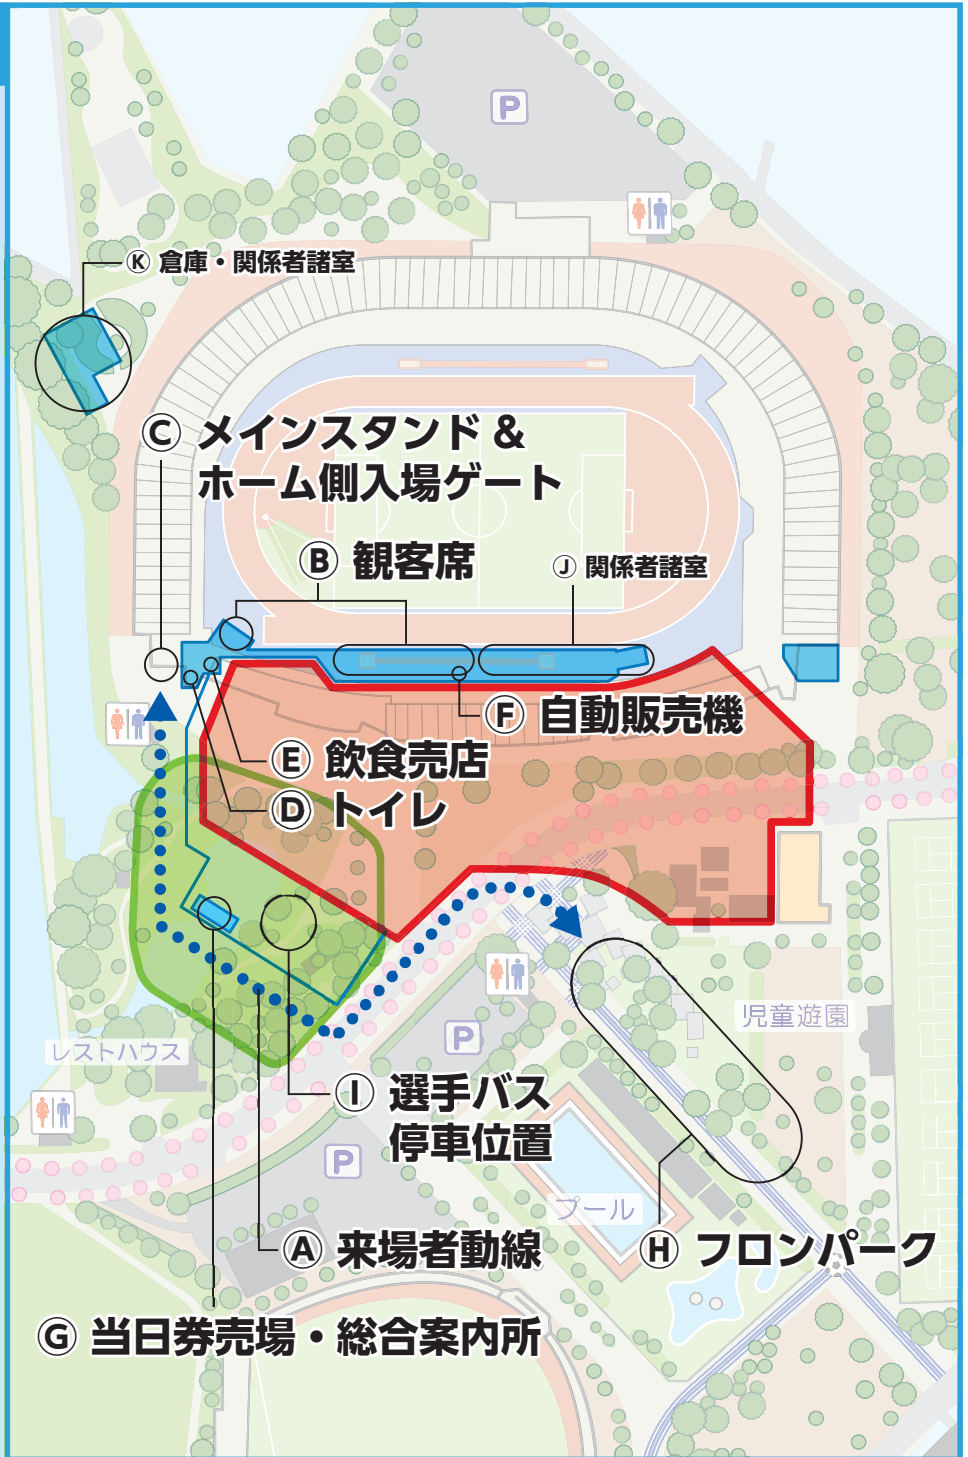 P
Ⓚ 倉庫・関係者諸室
Ⓒ メインスタンド &
ホーム側入場ゲート
Ⓑ 観客席
Ⓙ 関係者諸室
Ⓕ 自動販売機
Ⓔ 飲食売店
Ⓓ トイレ
児童遊園
P
レストハウス
Ⓘ 選手バス
停車位置
P
プール
Ⓐ 来場者動線
Ⓗ フロンパーク
Ⓖ 当日券売場・総合案内所